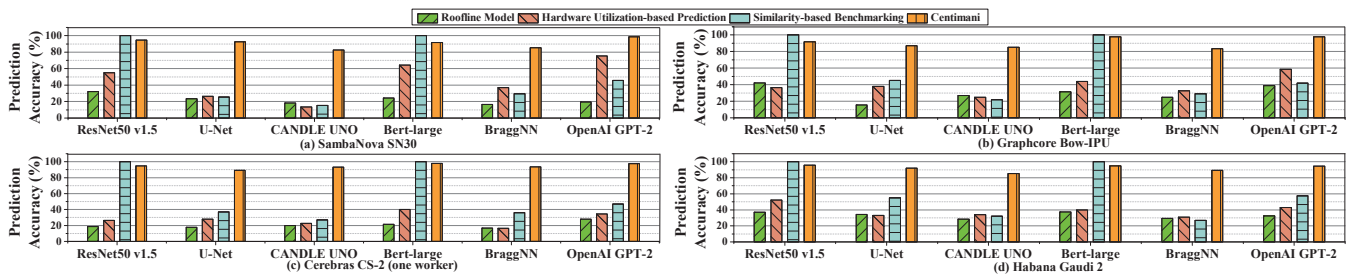 Roofline Model Hardware Utilization-based Prediction Similarity-based Benchmarking Centimani
Prediction
Accuracy (%)
100
80
60
40
20
0
ResNet50 v1.5 U-Net CANDLE UNO Bert-large BraggNN OpenAI GPT-2
(a) SambaNova SN30
Prediction
Accuracy (%)
100
80
60
40
20
0
ResNet50 v1.5 U-Net CANDLE UNO Bert-large BraggNN OpenAI GPT-2
(b) Graphcore Bow-IPU
Prediction
Accuracy (%)
100
80
60
40
20
0
ResNet50 v1.5 U-Net CANDLE UNO Bert-large BraggNN OpenAI GPT-2
(c) Cerebras CS-2 (one worker)
Prediction
Accuracy (%)
100
80
60
40
20
0
ResNet50 v1.5 U-Net CANDLE UNO Bert-large BraggNN OpenAI GPT-2
(d) Habana Gaudi 2